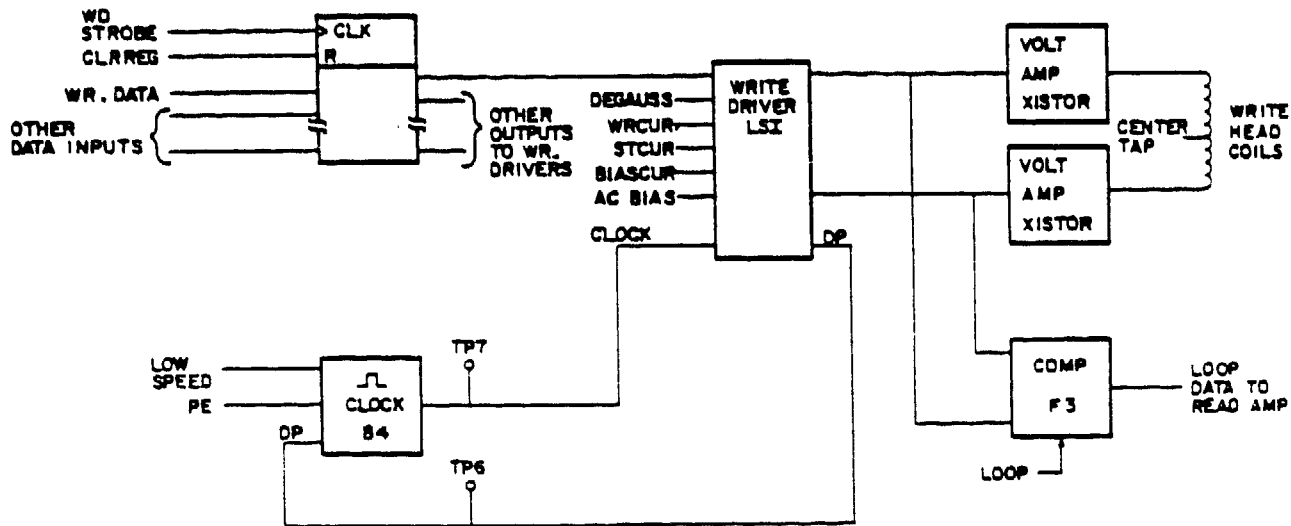 WD
STROBE
CLRREG
WR. DATA
OTHER
DATA INPUTS
CLK
R
OTHER
OUTPUTS
TO WR.
DRIVERS
DEGAUSS
WRCUR
STCUR
BIASCUR
AC BIAS
CLOCK
WRITE
DRIVER
LSI
DP
VOLT
AMP
XISTOR
CENTER
TAP
WRITE
HEAD
COILS
VOLT
AMP
XISTOR
LOW
SPEED
PE
DP
CLOCK
84
TP7
TP6
COMP
F3
LOOP
LOOP
DATA TO
READ AMP